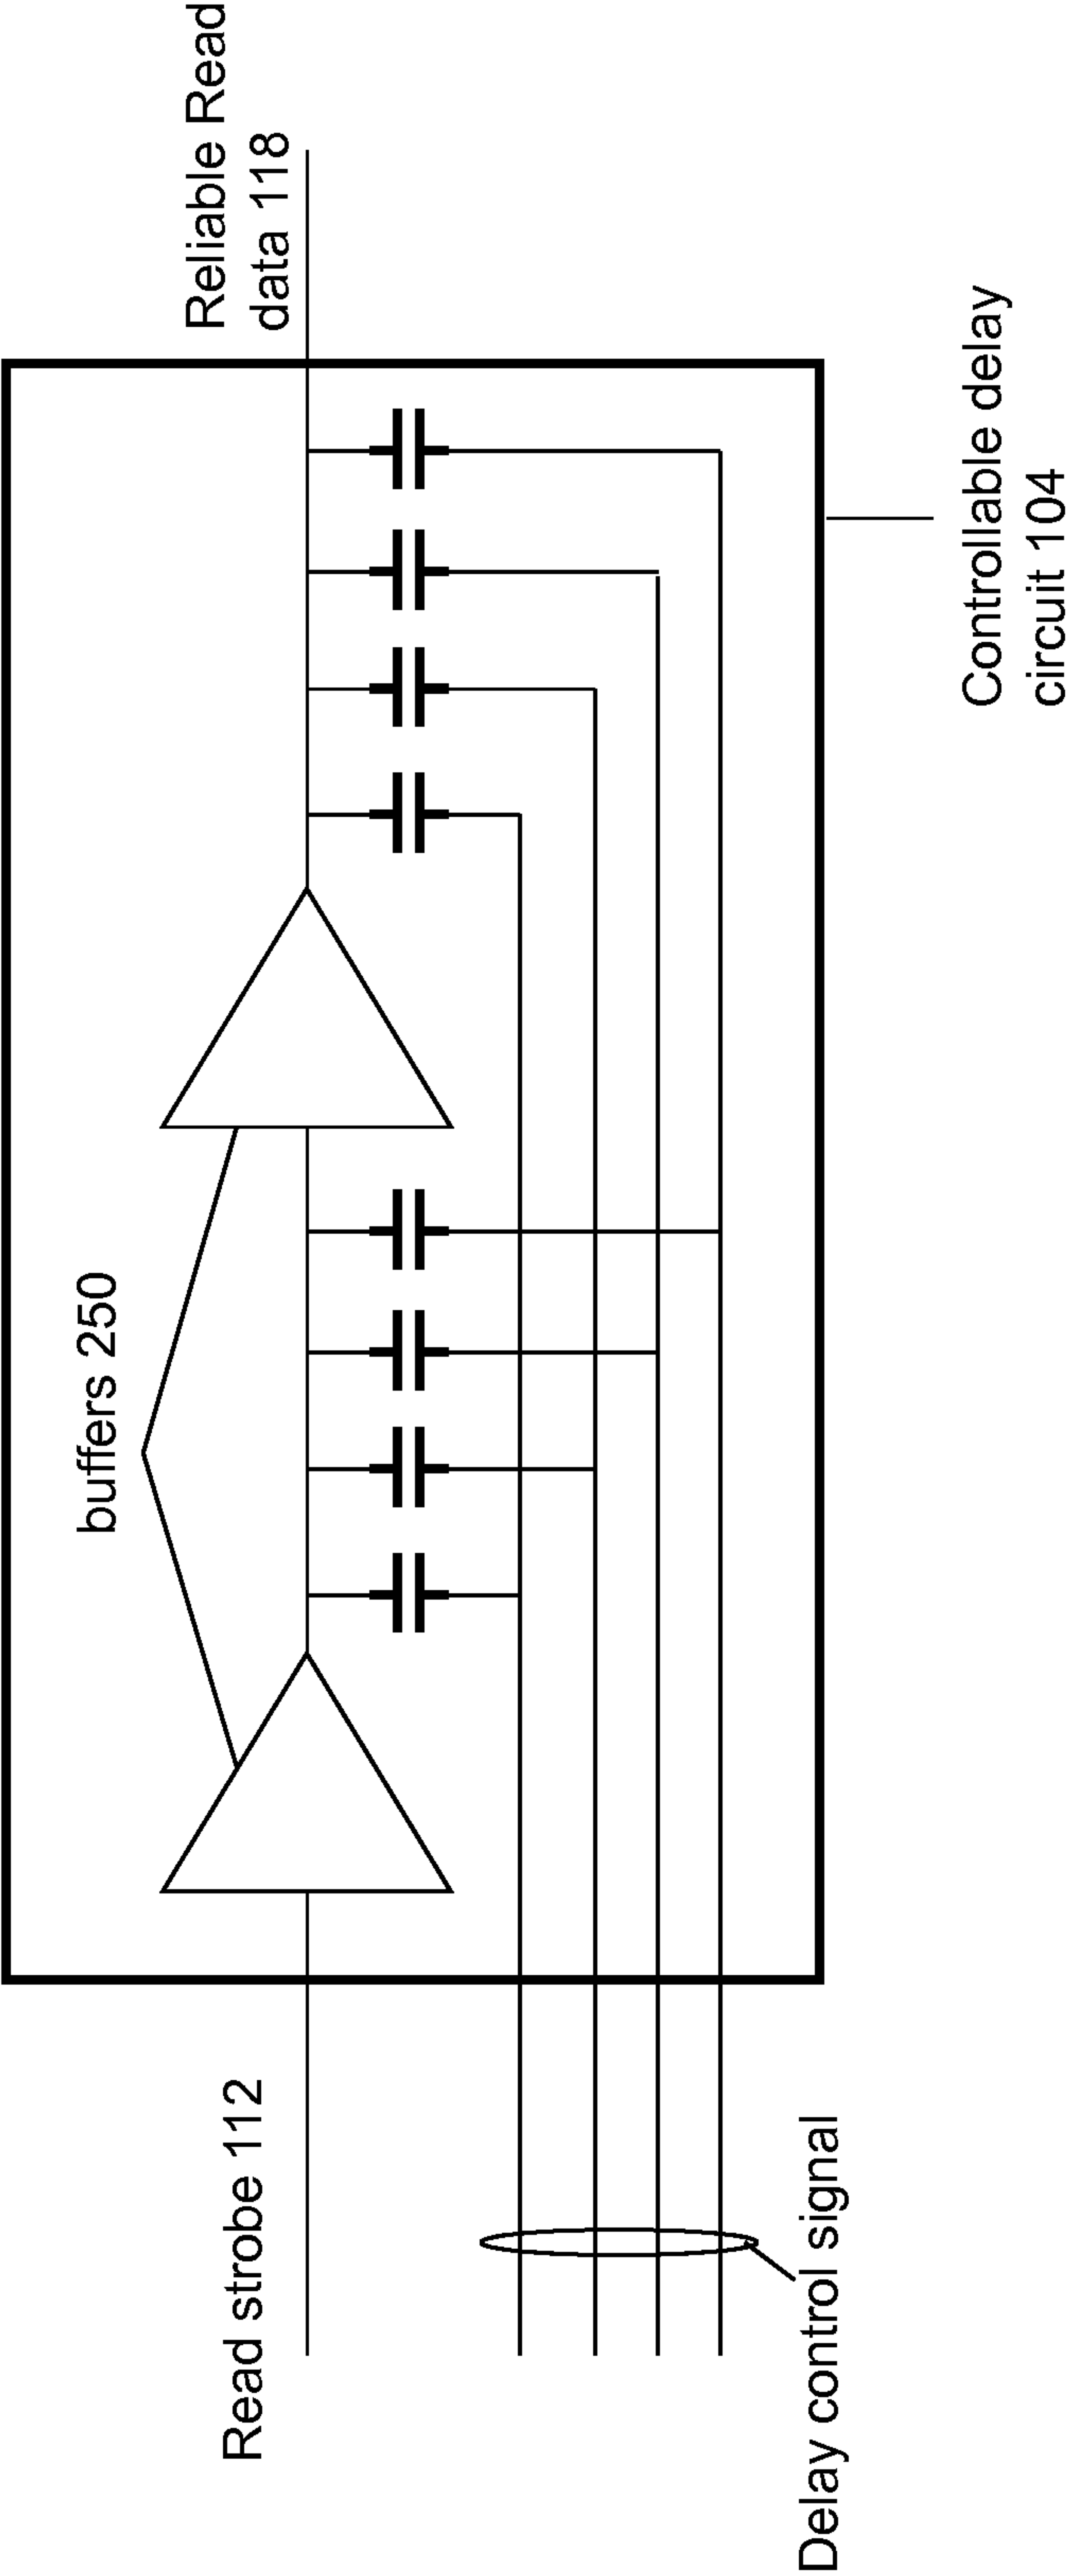 Reliable Read
data 118
buffers 250
Read strobe 112
Delay control signal
Controllable delay
circuit 104